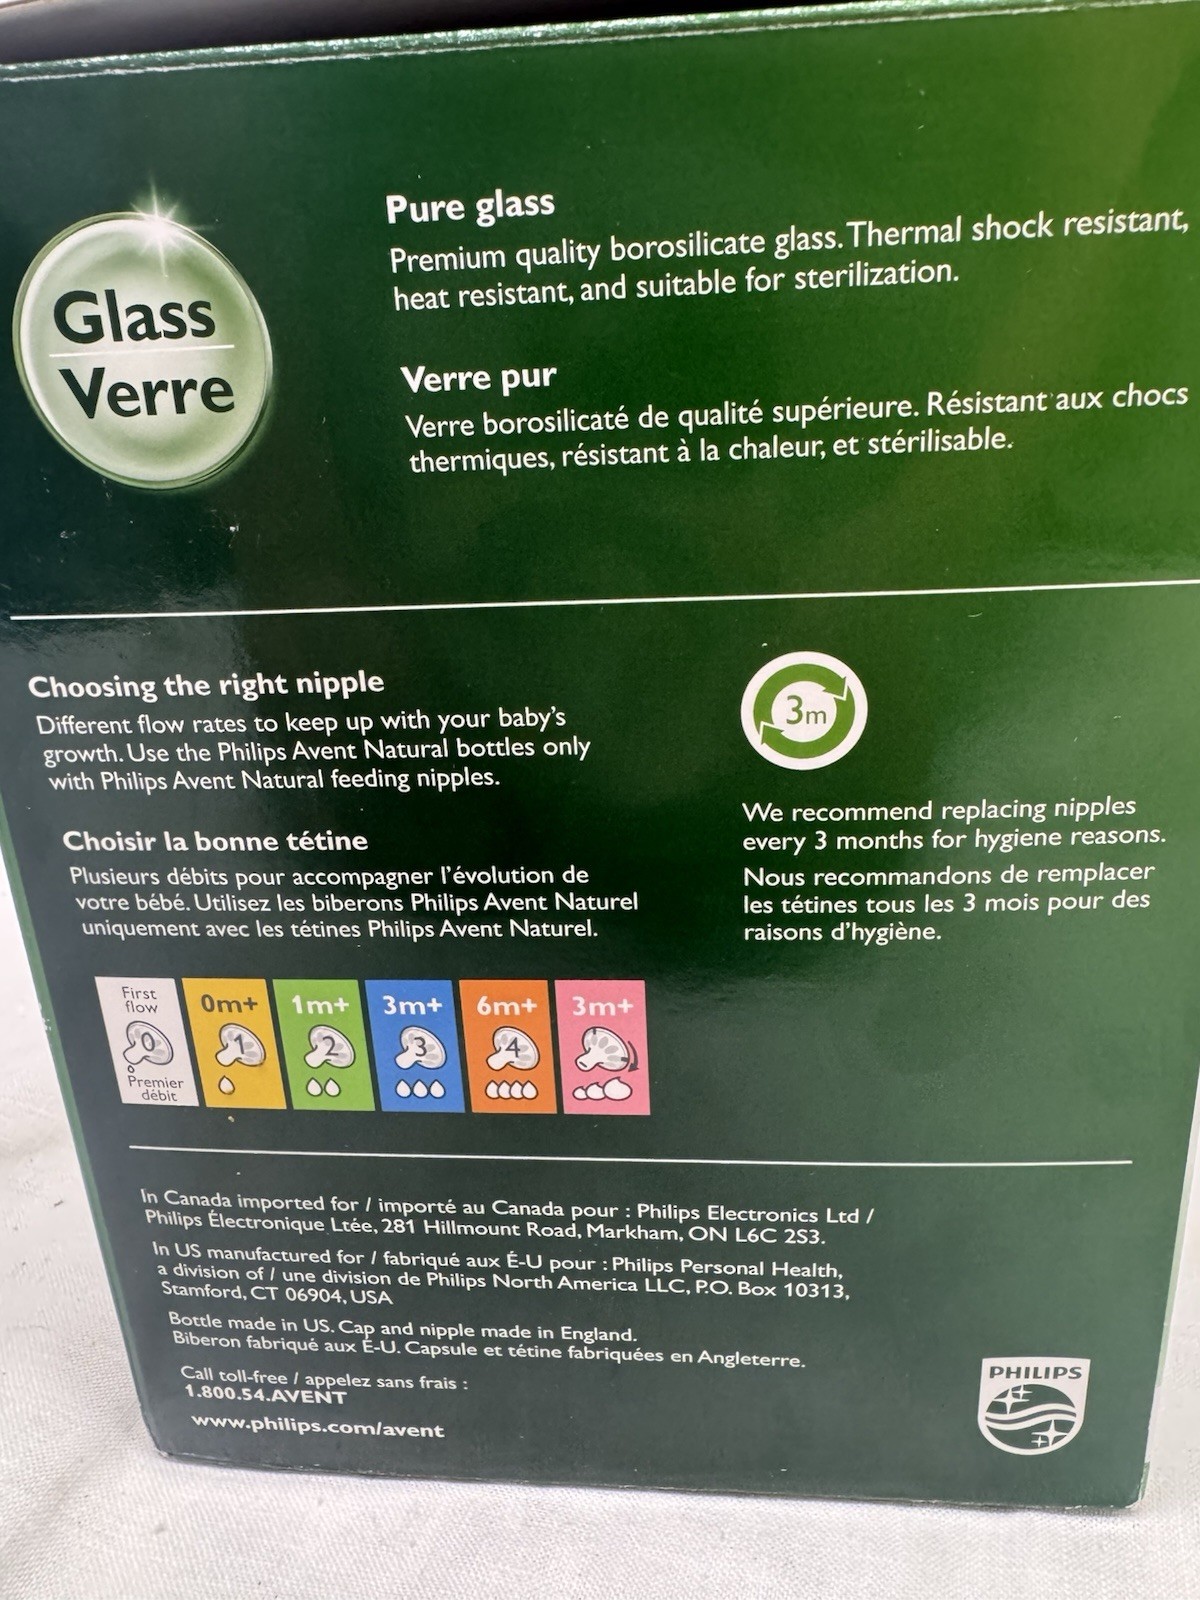 Glass
Verre
Pure glass
Premium quality borosilicate glass. Thermal shock resistant,
heat resistant, and suitable for sterilization.
Verre pur
Verre borosilicaté de qualité supérieure. Résistant aux chocs
thermiques, résistant à la chaleur, et stérilisable.
Choosing the right nipple
Different flow rates to keep up with your baby's
growth. Use the Philips Avent Natural bottles only
with Philips Avent Natural feeding nipples.
Choisir la bonne tétine
Plusieurs débits pour accompagner l'évolution de
votre bébé. Utilisez les biberons Philips Avent Naturel
uniquement avec les tétines Philips Avent Naturel.
3m
We recommend replacing nipples
every 3 months for hygiene reasons.
Nous recommandons de remplacer
les tétines tous les 3 mois pour des
raisons d'hygiène.
First
flow
0
Premier
débit
0m+
1
1m+
2
3m+
3
6m+
4
3m+
In Canada imported for / importé au Canada pour : Philips Electronics Ltd /
Philips Électronique Ltée, 281 Hillmount Road, Markham, ON L6C 2S3.
In US manufactured for / fabriqué aux É-U pour : Philips Personal Health,
a division of / une division de Philips North America LLC, P.O. Box 10313,
Stamford, CT 06904, USA
Bottle made in US. Cap and nipple made in England.
Biberon fabriqué aux É-U. Capsule et tétine fabriquées en Angleterre.
Call toll-free / appelez sans frais :
1.800.54.AVENT
www.philips.com/avent
PHILIPS